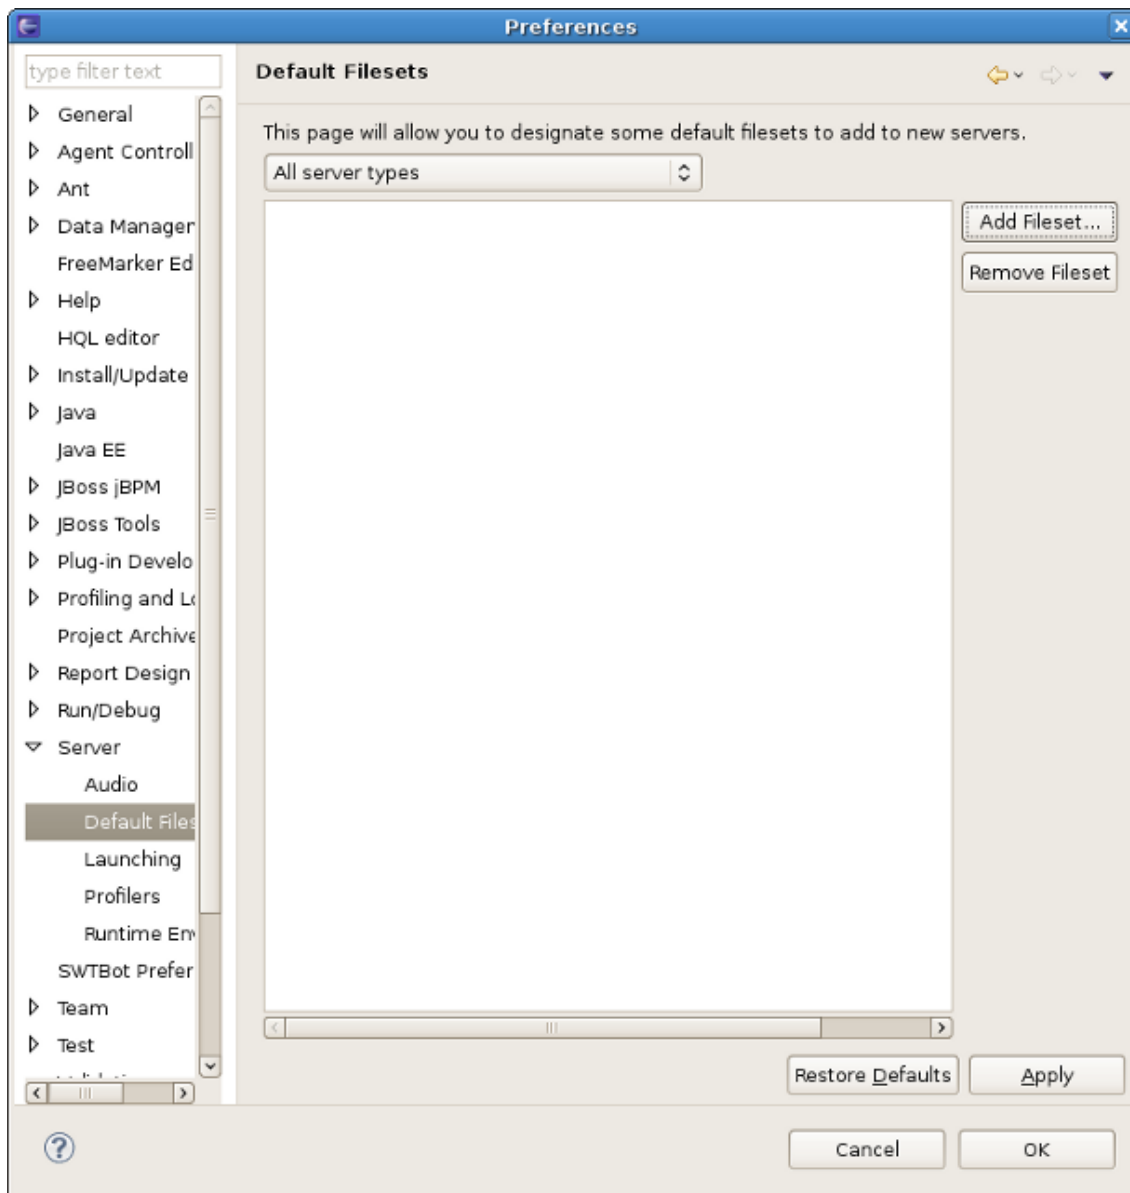 Preferences
type filter text
General
Agent Controll
Ant
Data Manager
FreeMarker Ed
Help
HQL editor
Install/Update
Java
Java EE
JBoss jBPM
JBoss Tools
Plug-in Develo
Profiling and Lo
Project Archive
Report Design
Run/Debug
Server
Audio
Default Files
Launching
Profilers
Runtime Env
SWTBot Prefer
Team
Test
Default Filesets
This page will allow you to designate some default filesets to add to new servers.
All server types
Add Fileset...
Remove Fileset
Restore Defaults
Apply
Cancel
OK